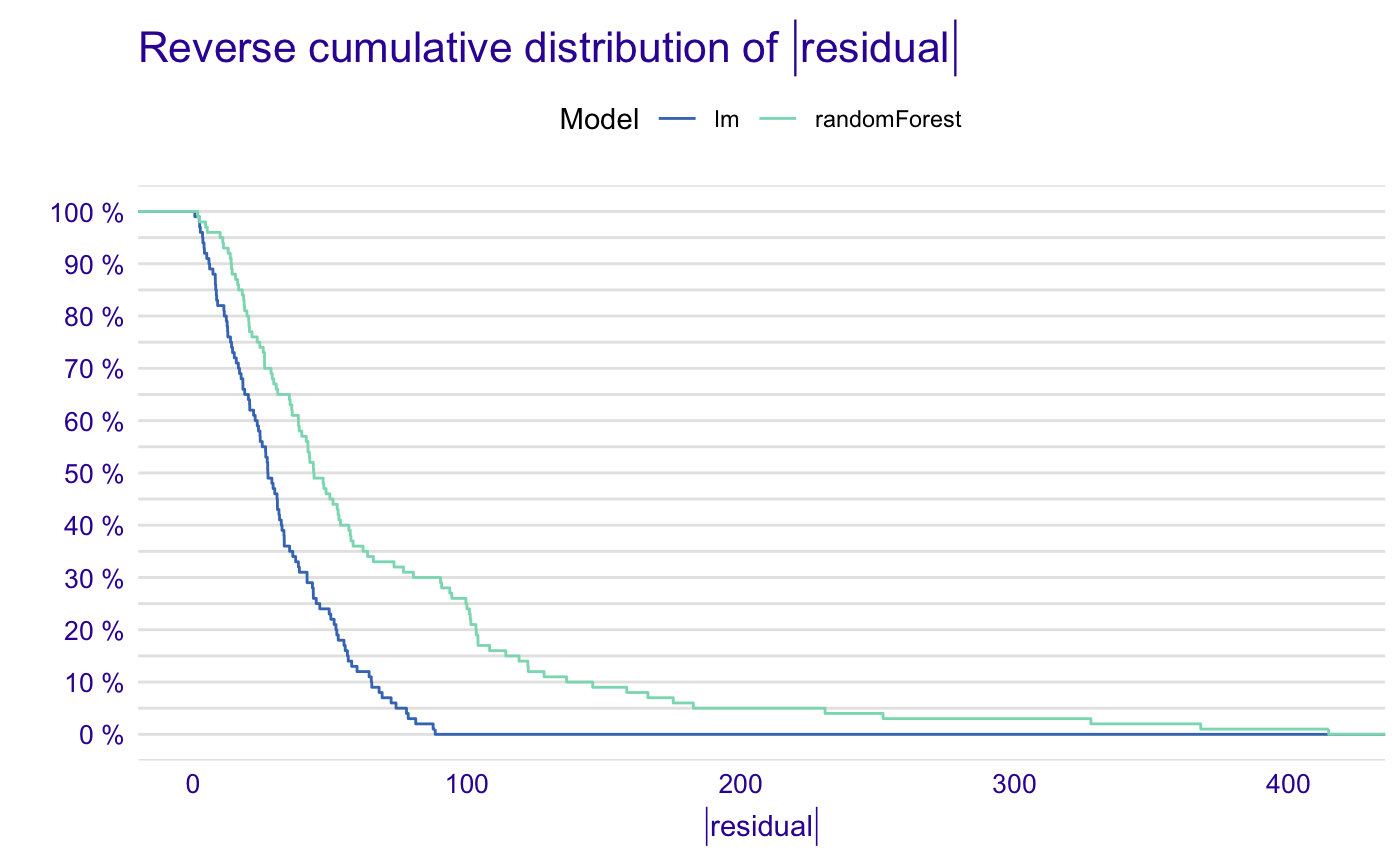 Reverse cumulative distribution of |residual|
Model lm randomForest
100 %
90 %
80 %
70 %
60 %
50 %
40 %
30 %
20 %
10 %
0 %
0 100 200 300 400
|residual|